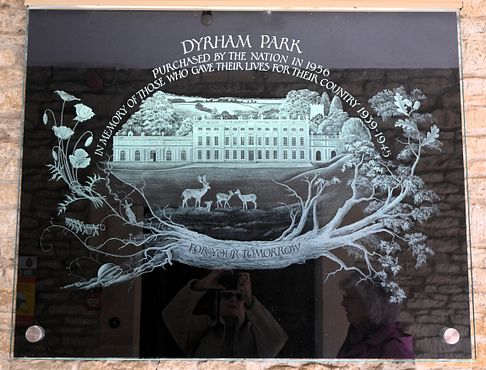 DYRHAM PARK
PURCHASED BY THE NATION IN 1956
IN MEMORY OF THOSE WHO GAVE THEIR LIVES FOR THEIR COUNTRY 1939-1945
FOR YOUR TOMORROW